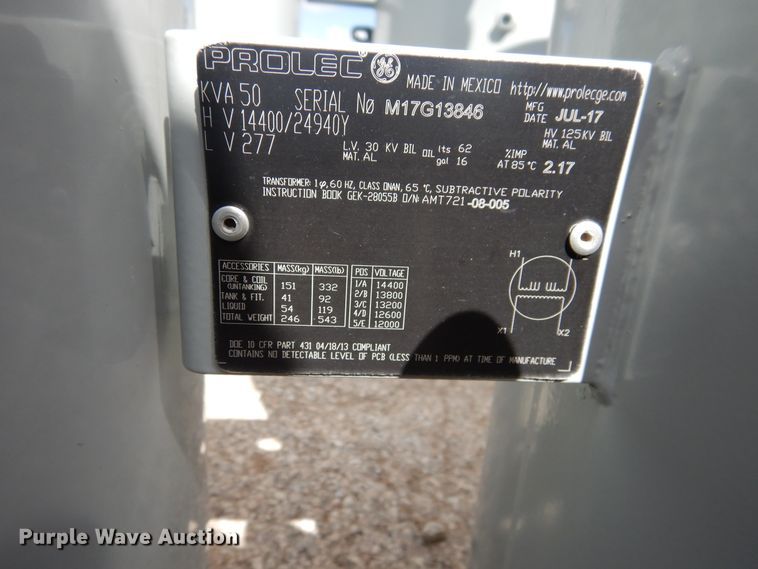 PROLEC GE MADE IN MEXICO http://www.prolecge.com
KVA 50 SERIAL Nø M17G13846 MFG DATE JUL-17
H V 14400/24940Y HV 125 KV BIL MAT. AL
L V 277 L.V. 30 KV BIL MAT. AL OIL lts 62 gal 16 %IMP AT 85°C 2.17
TRANSFORMER: 1ø, 60 HZ, CLASS ONAN, 65 °C, SUBTRACTIVE POLARITY
INSTRUCTION BOOK GEK-28055B D/N: AMT721-08-005
ACCESSORIES MASS(kg) MASS(lb)
CORE & COIL (UNTANKING) 151 332
TANK & FIT. 41 92
LIQUID 54 119
TOTAL WEIGHT 246 543
POS VOLTAGE
1/A 14400
2/B 13800
3/C 13200
4/D 12600
5/E 12000
H1
X1 X2
DOE 10 CFR PART 431 04/18/13 COMPLIANT
CONTAINS NO DETECTABLE LEVEL OF PCB (LESS THAN 1 PPM) AT TIME OF MANUFACTURE
Purple Wave Auction